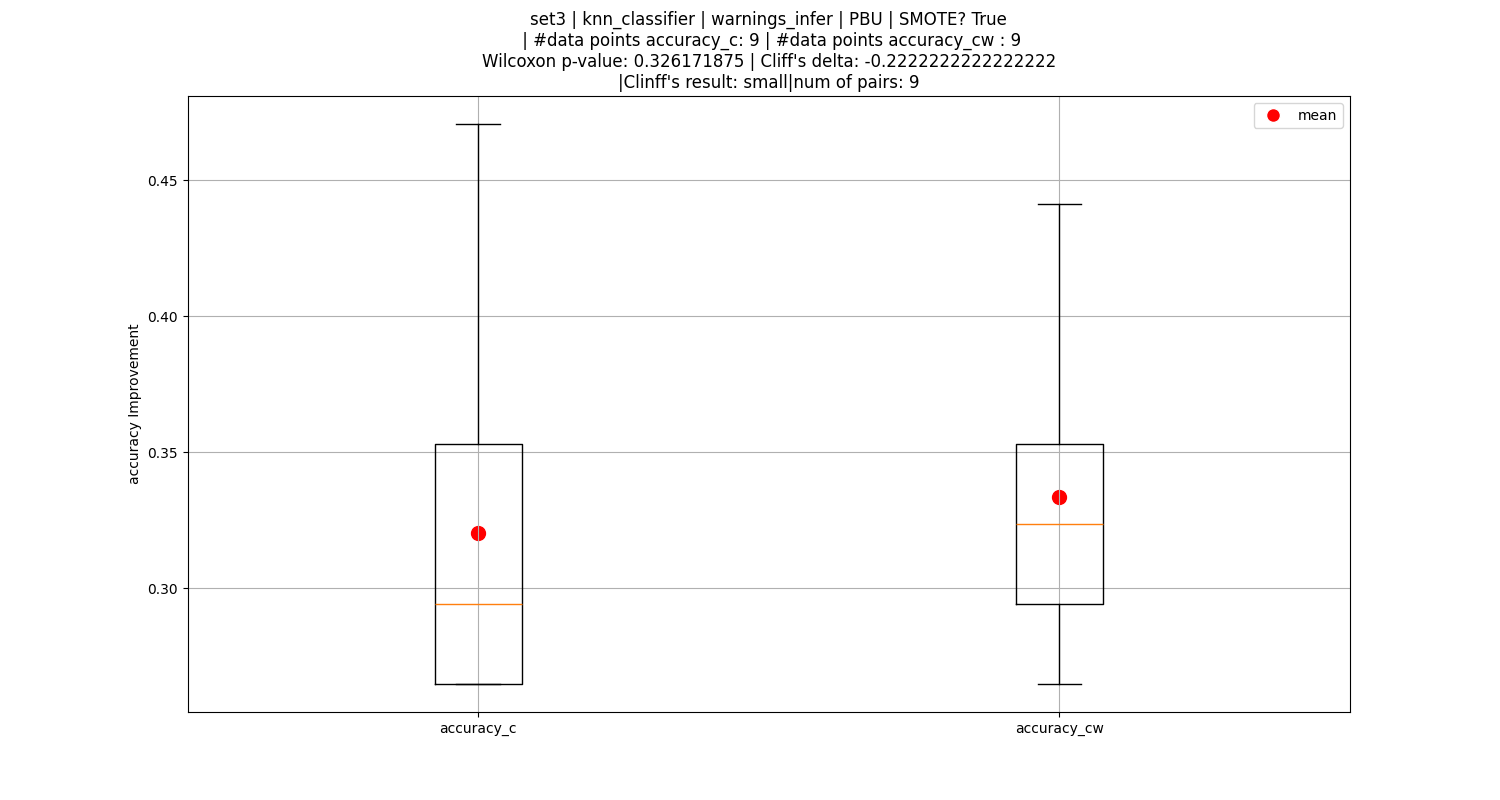 set3 | knn_classifier | warnings_infer | PBU | SMOTE? True
| #data points accuracy_c: 9 | #data points accuracy_cw : 9
Wilcoxon p-value: 0.326171875 | Cliff's delta: -0.2222222222222222
|Clinff's result: small|num of pairs: 9
mean
0.45
0.40
0.35
0.30
accuracy Improvement
accuracy_c
accuracy_cw